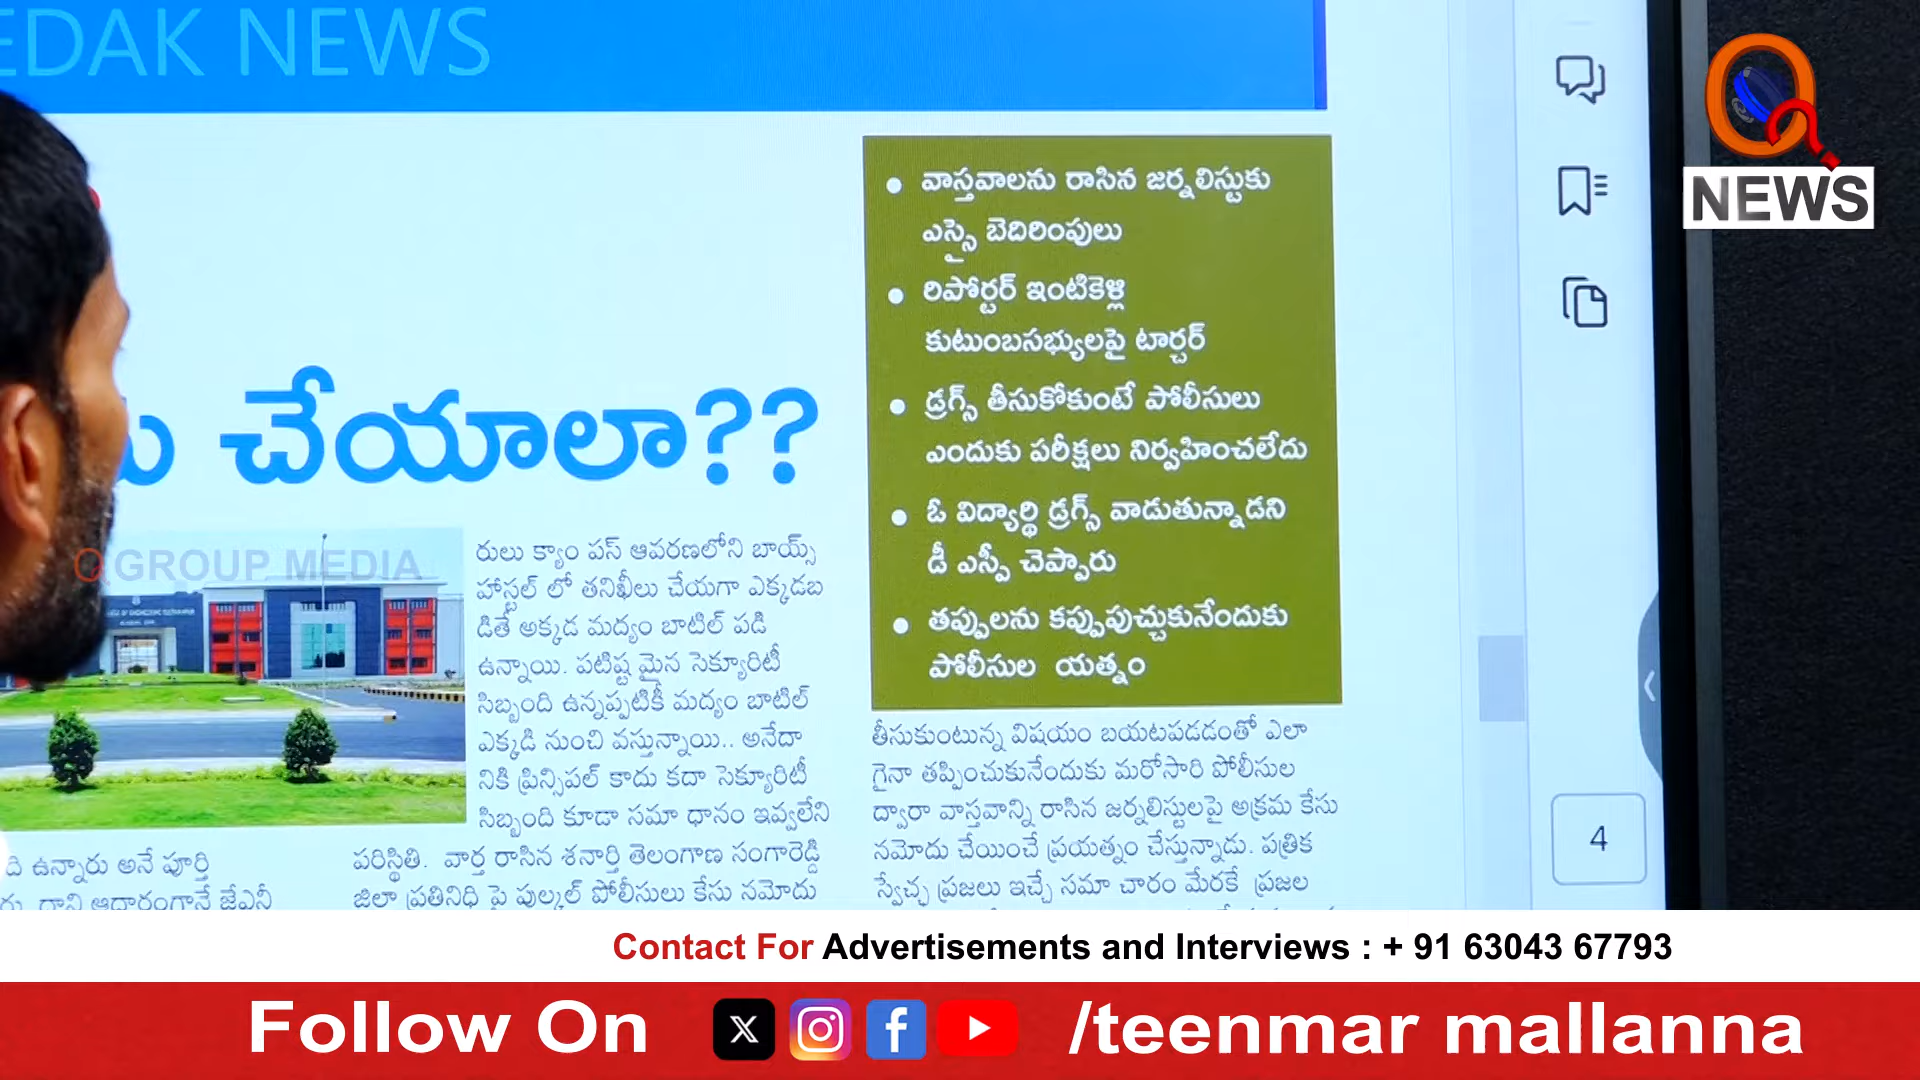 EDAK NEWS
Q
NEWS
వాస్తవాలను రాసిన జర్నలిస్టుకు
ఎస్సై బెదిరింపులు
రిపోర్టర్ ఇంటికెళ్లి
కుటుంబసభ్యులపై టార్చర్
డ్రగ్స్ తీసుకోకుంటే పోలీసులు
ఎందుకు పరీక్షలు నిర్వహించలేదు
ఓ విద్యార్థి డ్రగ్స్ వాడుతున్నాడని
డీ ఎస్పీ చెప్పారు
తప్పులను కప్పుపుచ్చుకునేందుకు
పోలీసుల యత్నం
చేయాలా??
Q GROUP MEDIA
రులు క్యాం పస్ ఆవరణలోని బాయ్స్
హాస్టల్ లో తనిఖీలు చేయగా ఎక్కడబ
డితే అక్కడ మద్యం బాటిల్ పడి
ఉన్నాయి. పటిష్ట మైన సెక్యూరిటీ
సిబ్బంది ఉన్నప్పటికీ మద్యం బాటిల్
ఎక్కడి నుంచి వస్తున్నాయి.. అనేదా
నికి ప్రిన్సిపల్ కాదు కదా సెక్యూరిటీ
సిబ్బంది కూడా సమా ధానం ఇవ్వలేని
ది ఉన్నారు అనే పూర్తి
పరిస్థితి. వార్త రాసిన శనార్తి తెలంగాణ సంగారెడ్డి
జిలా ప్రతినిధి పై పుల్కల్ పోలీసులు కేసు నమోదు
తీసుకుంటున్న విషయం బయటపడడంతో ఎలా
గైనా తప్పించుకునేందుకు మరోసారి పోలీసుల
ద్వారా వాస్తవాన్ని రాసిన జర్నలిస్టులపై అక్రమ కేసు
నమోదు చేయించే ప్రయత్నం చేస్తున్నాడు. పత్రిక
స్వేచ్ఛ ప్రజలు ఇచ్చే సమా చారం మేరకే ప్రజల
4
Contact For Advertisements and Interviews : + 91 63043 67793
Follow On /teenmar mallanna